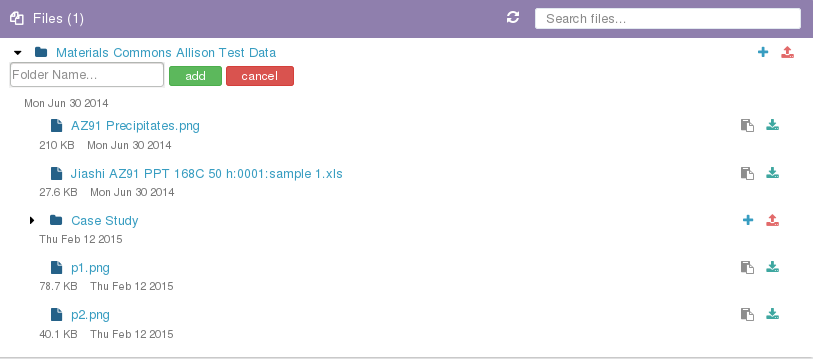 Files (1) Search files...
Materials Commons Allison Test Data
Folder Name... add cancel
Mon Jun 30 2014
AZ91 Precipitates.png
210 KB Mon Jun 30 2014
Jiashi AZ91 PPT 168C 50 h:0001:sample 1.xls
27.6 KB Mon Jun 30 2014
Case Study
Thu Feb 12 2015
p1.png
78.7 KB Thu Feb 12 2015
p2.png
40.1 KB Thu Feb 12 2015